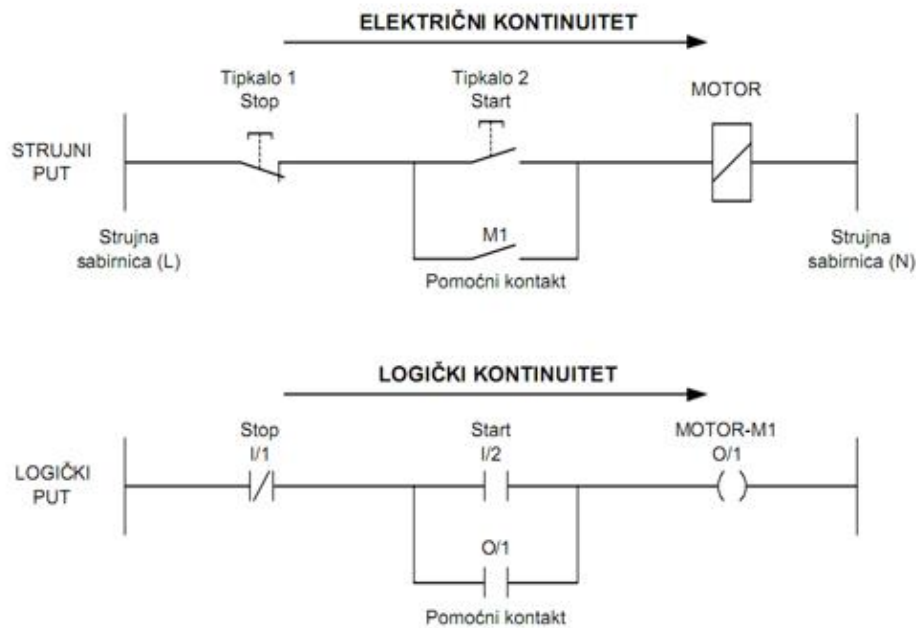 ELEKTRIČNI KONTINUITET
Tipkalo 1
Stop
Tipkalo 2
Start
MOTOR
STRUJNI
PUT
M1
Strujna
sabirnica (L)
Pomoćni kontakt
Strujna
sabirnica (N)
LOGIČKI KONTINUITET
Stop
I/1
Start
I/2
MOTOR-M1
O/1
LOGIČKI
PUT
O/1
Pomoćni kontakt